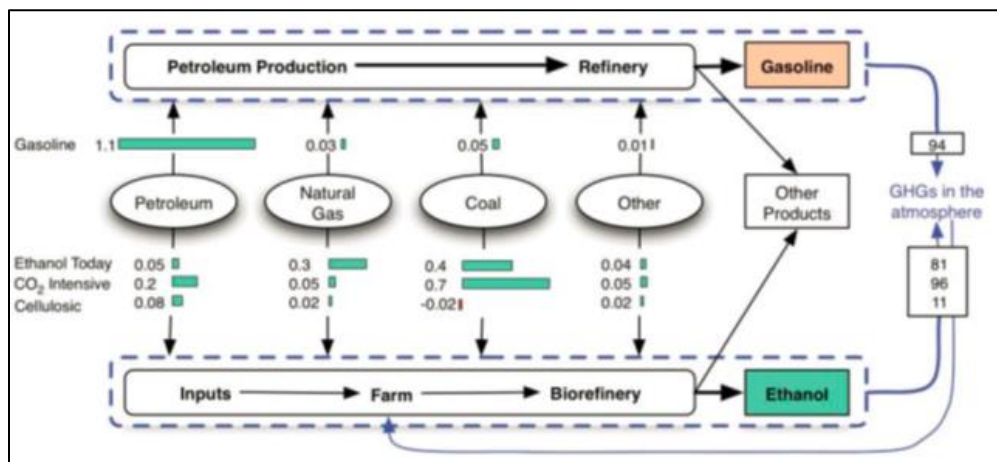 Petroleum Production Refinery Gasoline
Gasoline 1.1 0.03 0.05 0.01 94
Petroleum
Natural
Gas
Coal
Other
Other
Products
GHGs in the
atmosphere
Ethanol Today 0.05 0.3 0.4 0.04 81
CO₂ Intensive 0.2 0.05 0.7 0.05 96
Cellulosic 0.08 0.02 -0.02 0.02 11
Inputs Farm Biorefinery Ethanol